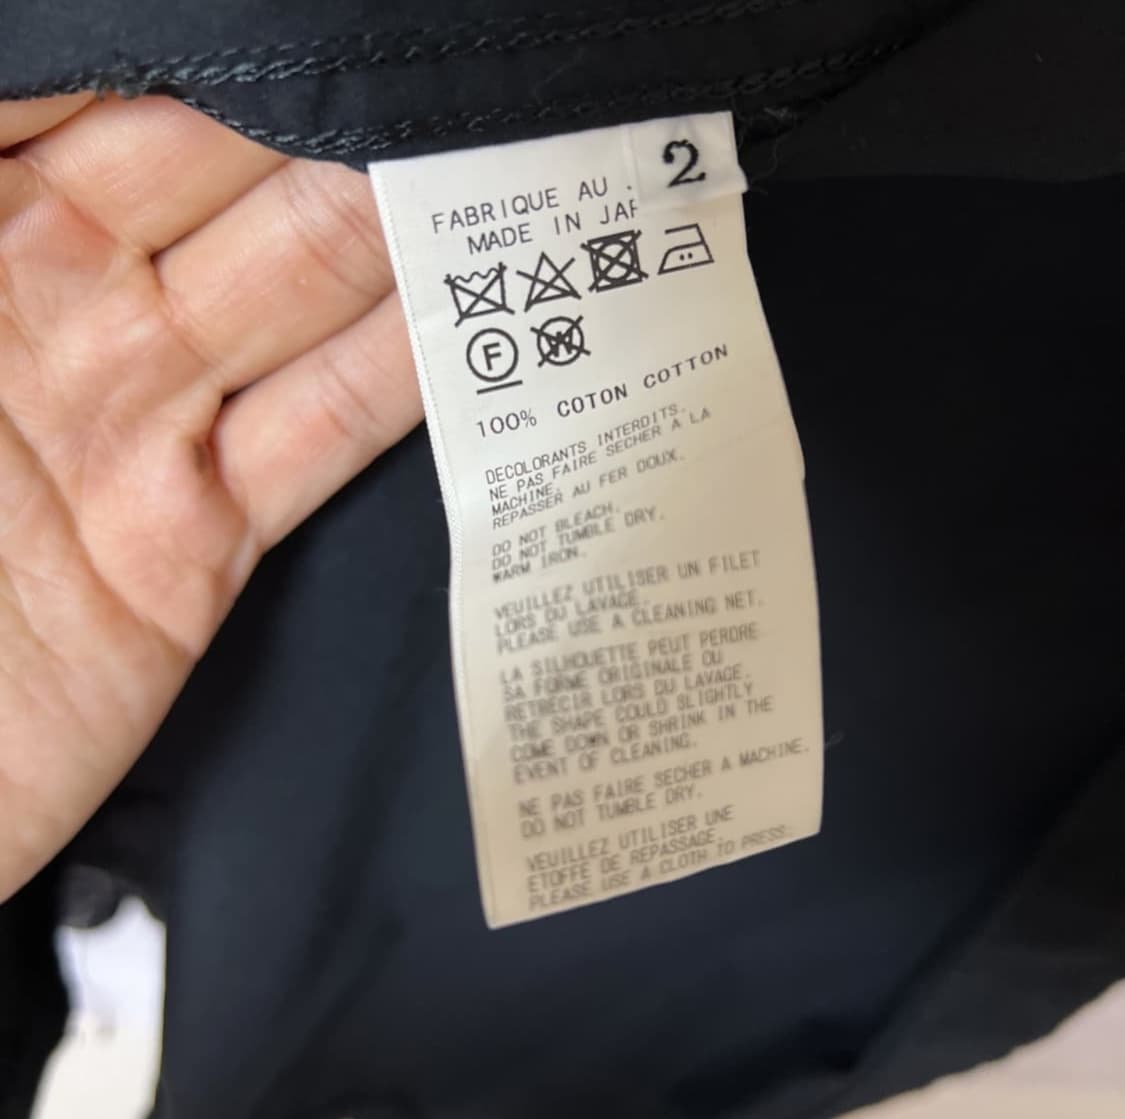 2
FABRIQUE AU
MADE IN JAP
F
W
100% COTON COTTON
DECOLORANTS INTERDITS.
NE PAS FAIRE SECHER A LA
MACHINE.
REPASSER AU FER DOUX.
DO NOT BLEACH.
DO NOT TUMBLE DRY.
WARM IRON.
VEUILLEZ UTILISER UN FILET
LORS DU LAVAGE.
PLEASE USE A CLEANING NET.
LA SILHOUETTE PEUT PERDRE
SA FORME ORIGINALE OU
RETRECIR LORS DU LAVAGE.
THE SHAPE COULD SLIGHTLY
COME DOWN OR SHRINK IN THE
EVENT OF CLEANING.
NE PAS FAIRE SECHER A MACHINE.
DO NOT TUMBLE DRY.
VEUILLEZ UTILISER UNE
ETOFFE DE REPASSAGE.
PLEASE USE A CLOTH TO PRESS.